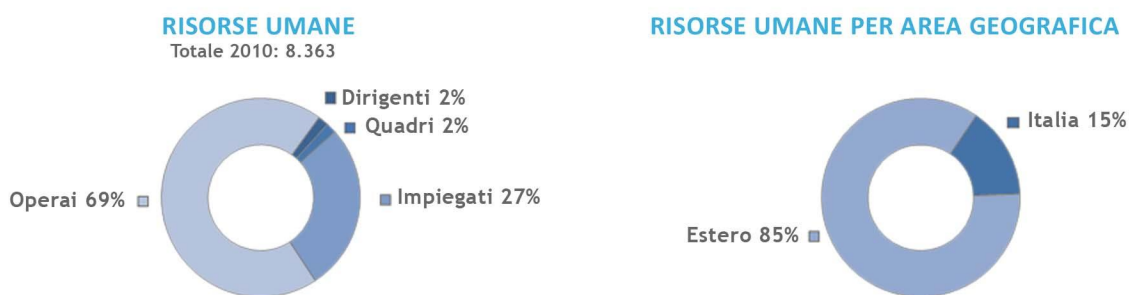 RISORSE UMANE
Totale 2010: 8.363
Dirigenti 2%
Quadri 2%
Operai 69%
Impiegati 27%
RISORSE UMANE PER AREA GEOGRAFICA
Italia 15%
Estero 85%